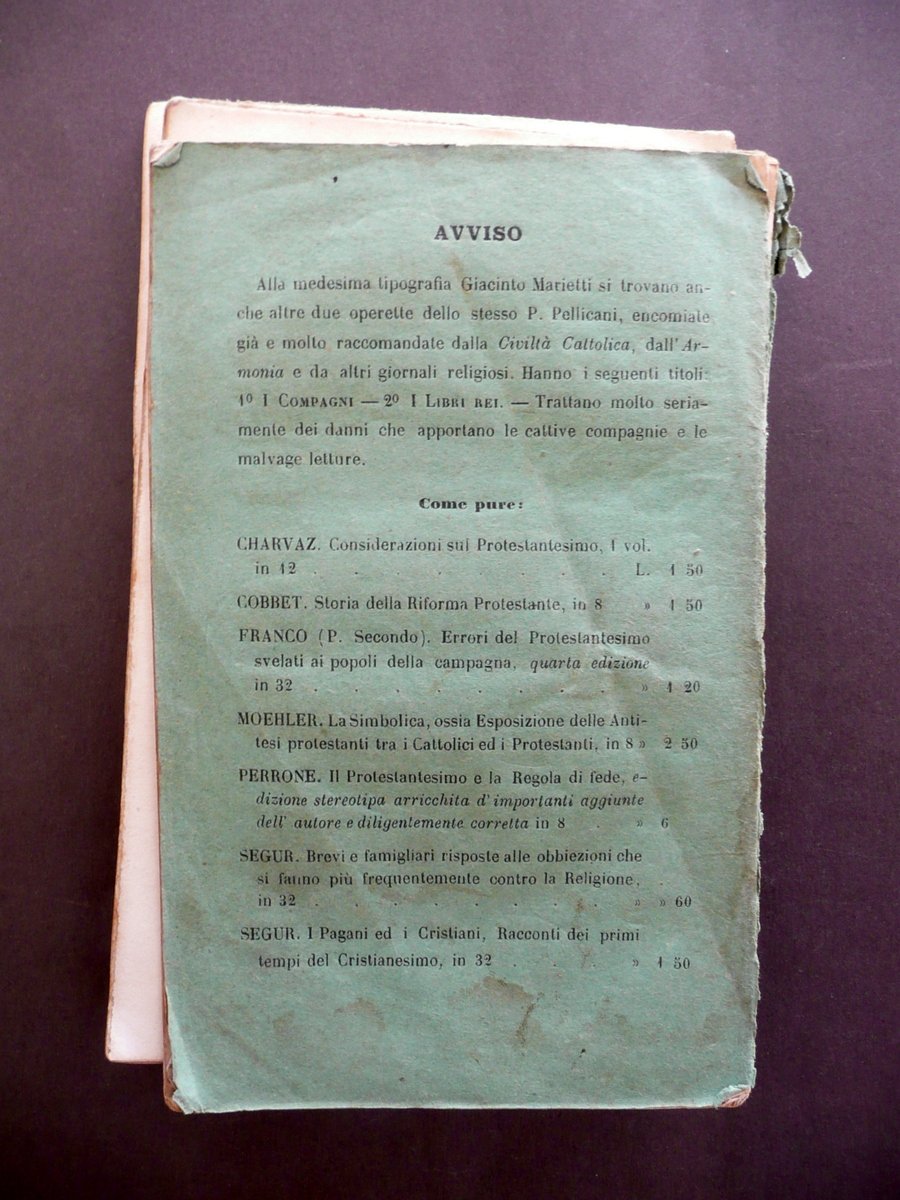 AVVISO
Alla medesima tipografia Giacinto Marietti si trovano an-
che altre due operette dello stesso P. Pellicani, encomiate
già e molto raccomandate dalla Civiltà Cattolica, dall'Ar-
monia e da altri giornali religiosi. Hanno i seguenti titoli:
1º I COMPAGNI — 2º I LIBRI REI. — Trattano molto seria-
mente dei danni che apportano le cattive compagnie e le
malvage letture.
Come pure:
CHARVAZ. Considerazioni sul Protestantesimo, 1 vol.
in 12 . . . . . . . . L. 1 50
COBBET. Storia della Riforma Protestante, in 8 » 1 50
FRANCO (P. Secondo). Errori del Protestantesimo
svelati ai popoli della campagna, quarta edizione
in 32 . . . . . . . . » 1 20
MOEHLER. La Simbolica, ossia Esposizione delle Anti-
tesi protestanti tra i Cattolici ed i Protestanti, in 8 » 2 50
PERRONE. Il Protestantesimo e la Regola di fede, e-
dizione stereotipa arricchita d'importanti aggiunte
dell'autore e diligentemente corretta in 8 . » 6
SEGUR. Brevi e famigliari risposte alle obbiezioni che
si fanno più frequentemente contro la Religione,
in 32 . . . . . . . . » » 60
SEGUR. I Pagani ed i Cristiani, Racconti dei primi
tempi del Cristianesimo, in 32 . . . » 1 50